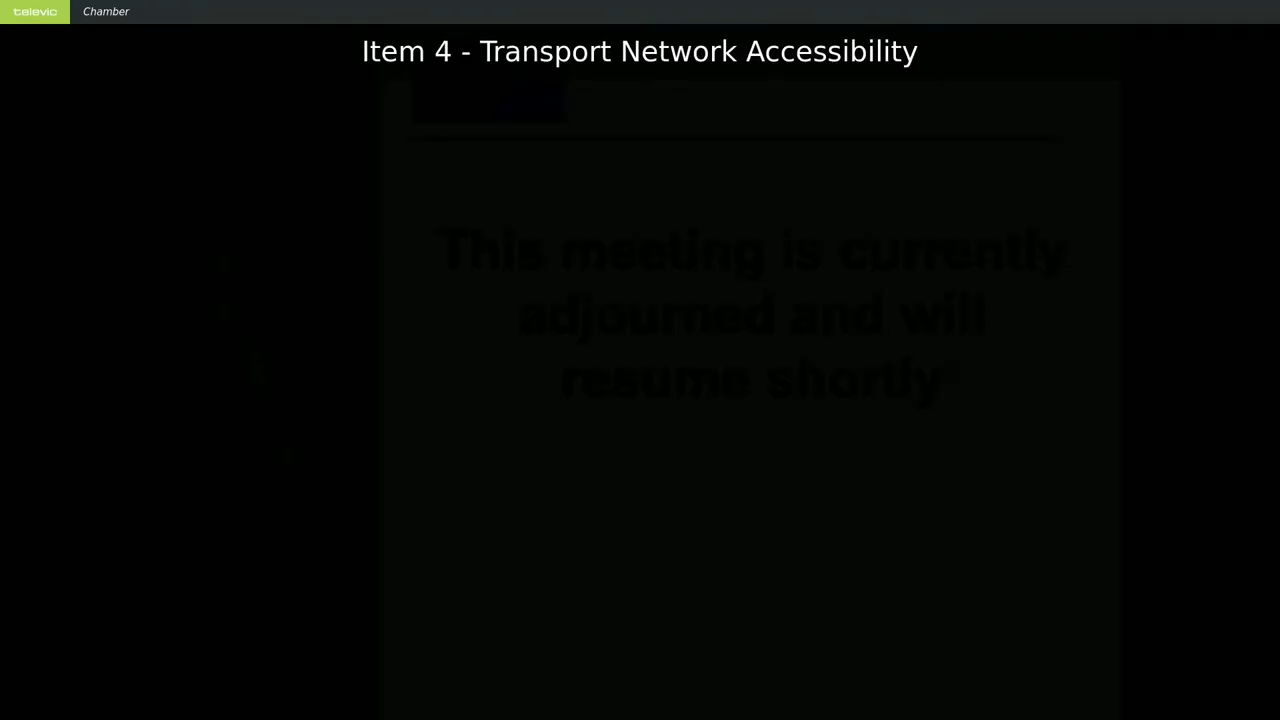 televic
Chamber
Item 4 - Transport Network Accessibility
This meeting is currently
adjourned and will
resume shortly